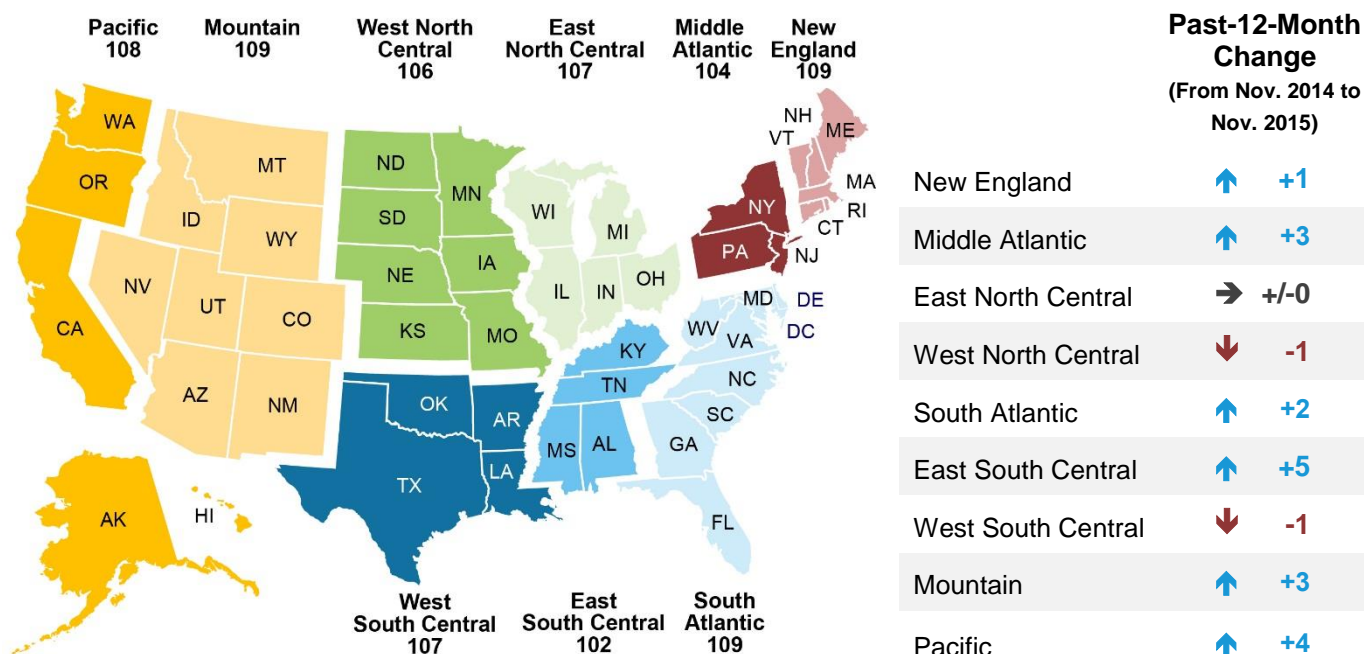 Pacific
108
Mountain
109
West North
Central
106
East
North Central
107
Middle
Atlantic
104
New
England
109
WA
OR
CA
AK
HI
MT
ID
WY
NV
UT
CO
AZ
NM
ND
SD
NE
KS
MN
IA
MO
WI
MI
IL
IN
OH
NY
PA
NJ
NH
VT
ME
MA
RI
CT
MD
DE
DC
WV
VA
NC
SC
GA
FL
KY
TN
MS
AL
OK
AR
TX
LA
West
South Central
107
East
South Central
102
South
Atlantic
109
Past-12-Month
Change
(From Nov. 2014 to
Nov. 2015)
New England ↑ +1
Middle Atlantic ↑ +3
East North Central → +/-0
West North Central ↓ -1
South Atlantic ↑ +2
East South Central ↑ +5
West South Central ↓ -1
Mountain ↑ +3
Pacific ↑ +4